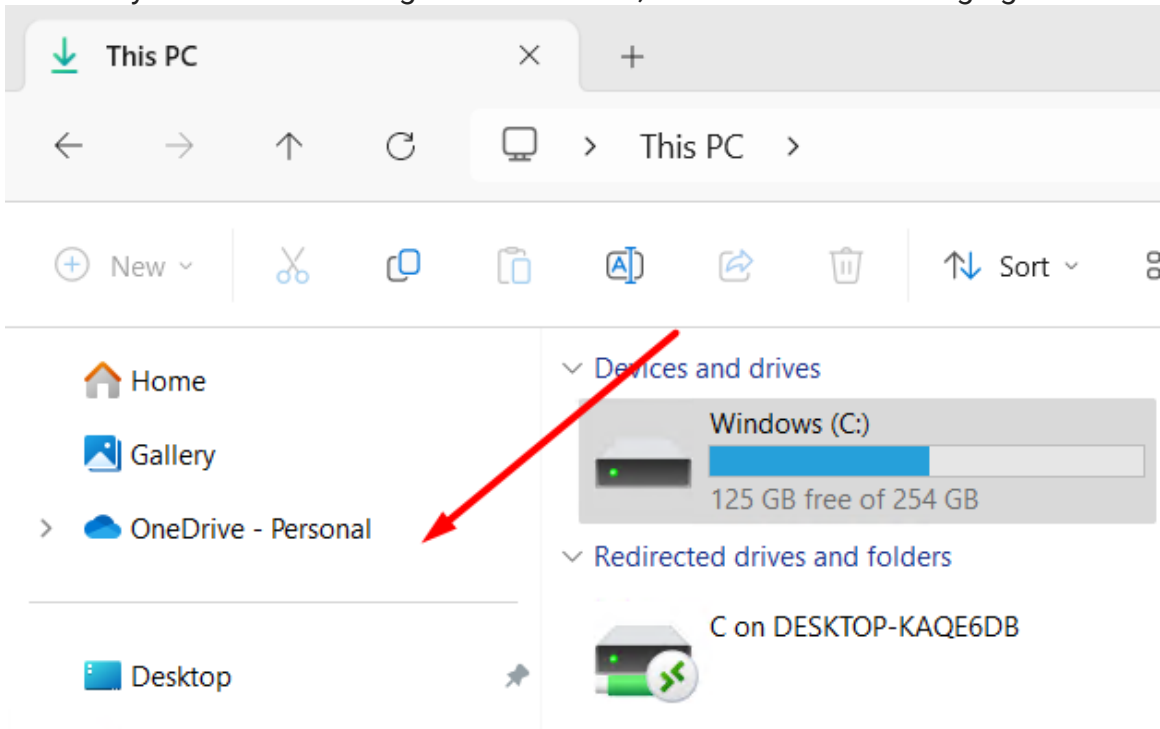 This PC
This PC
New
Sort
Home
Gallery
OneDrive - Personal
Desktop
Devices and drives
Windows (C:)
125 GB free of 254 GB
Redirected drives and folders
C on DESKTOP-KAQE6DB